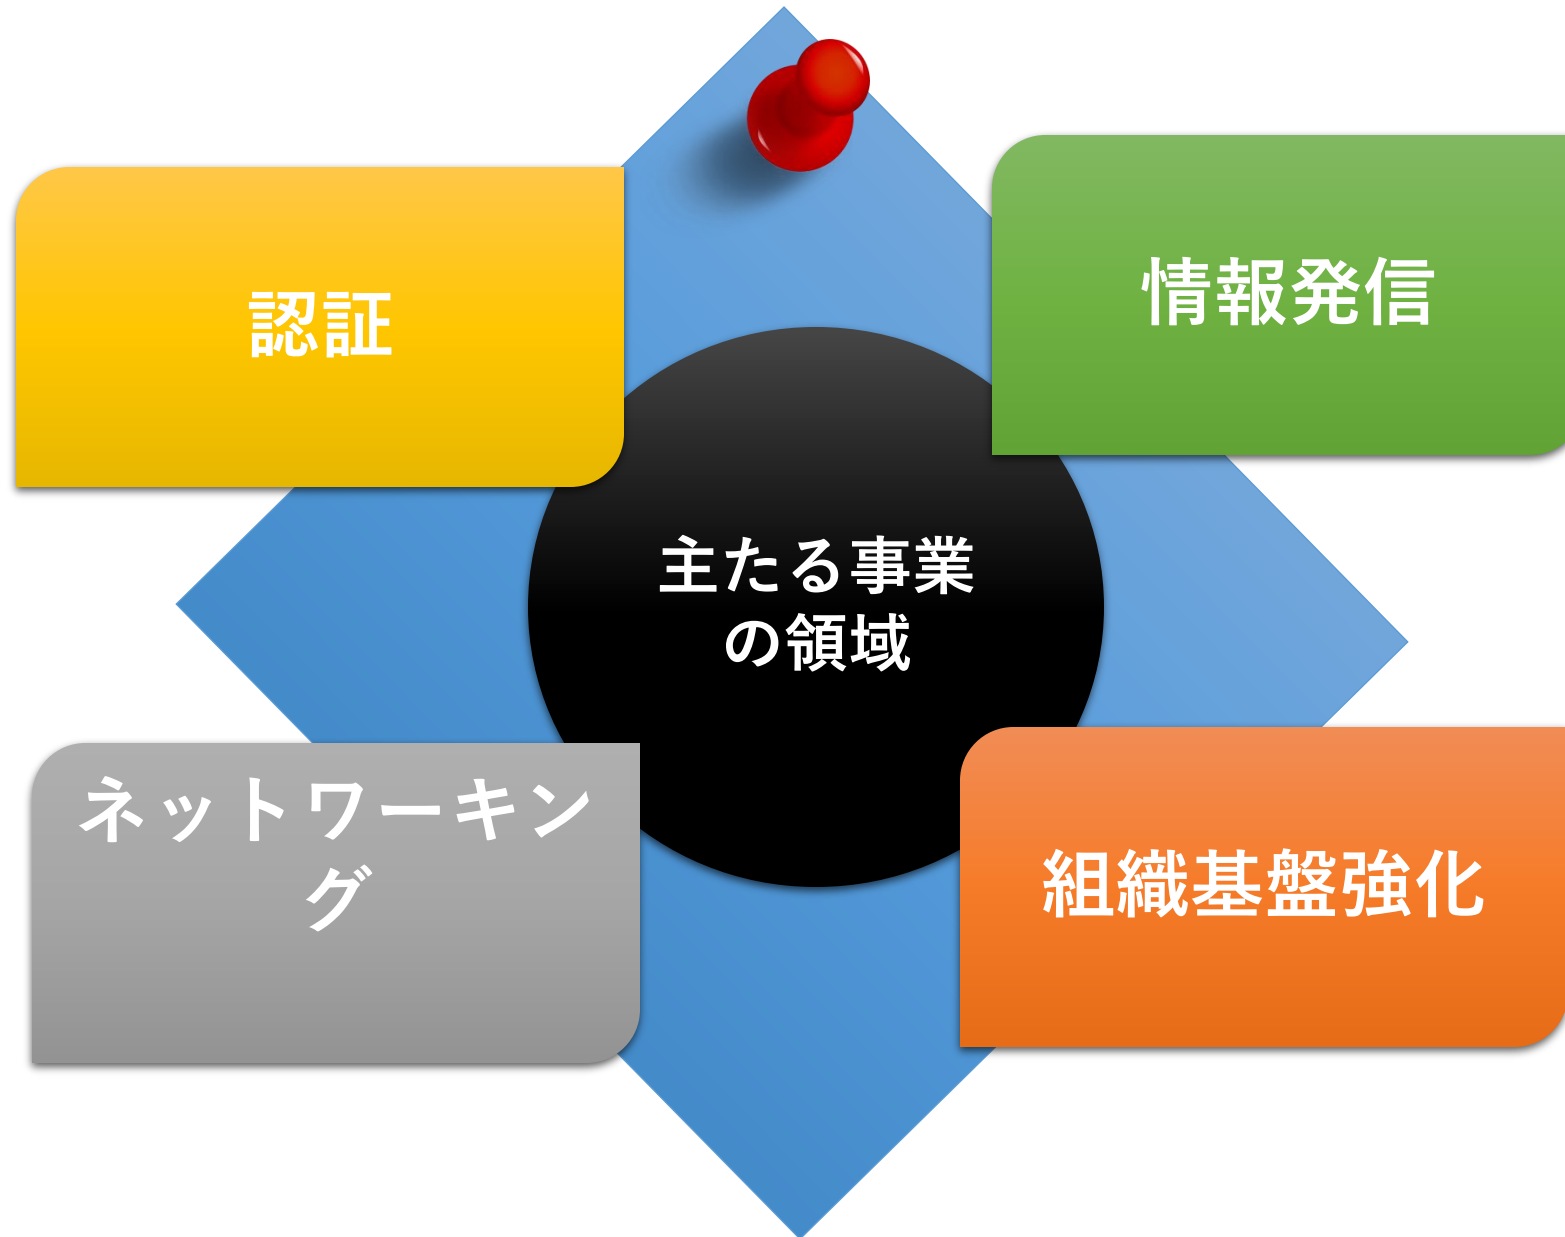 認証
情報発信
主たる事業
の領域
ネットワーキン
グ
組織基盤強化